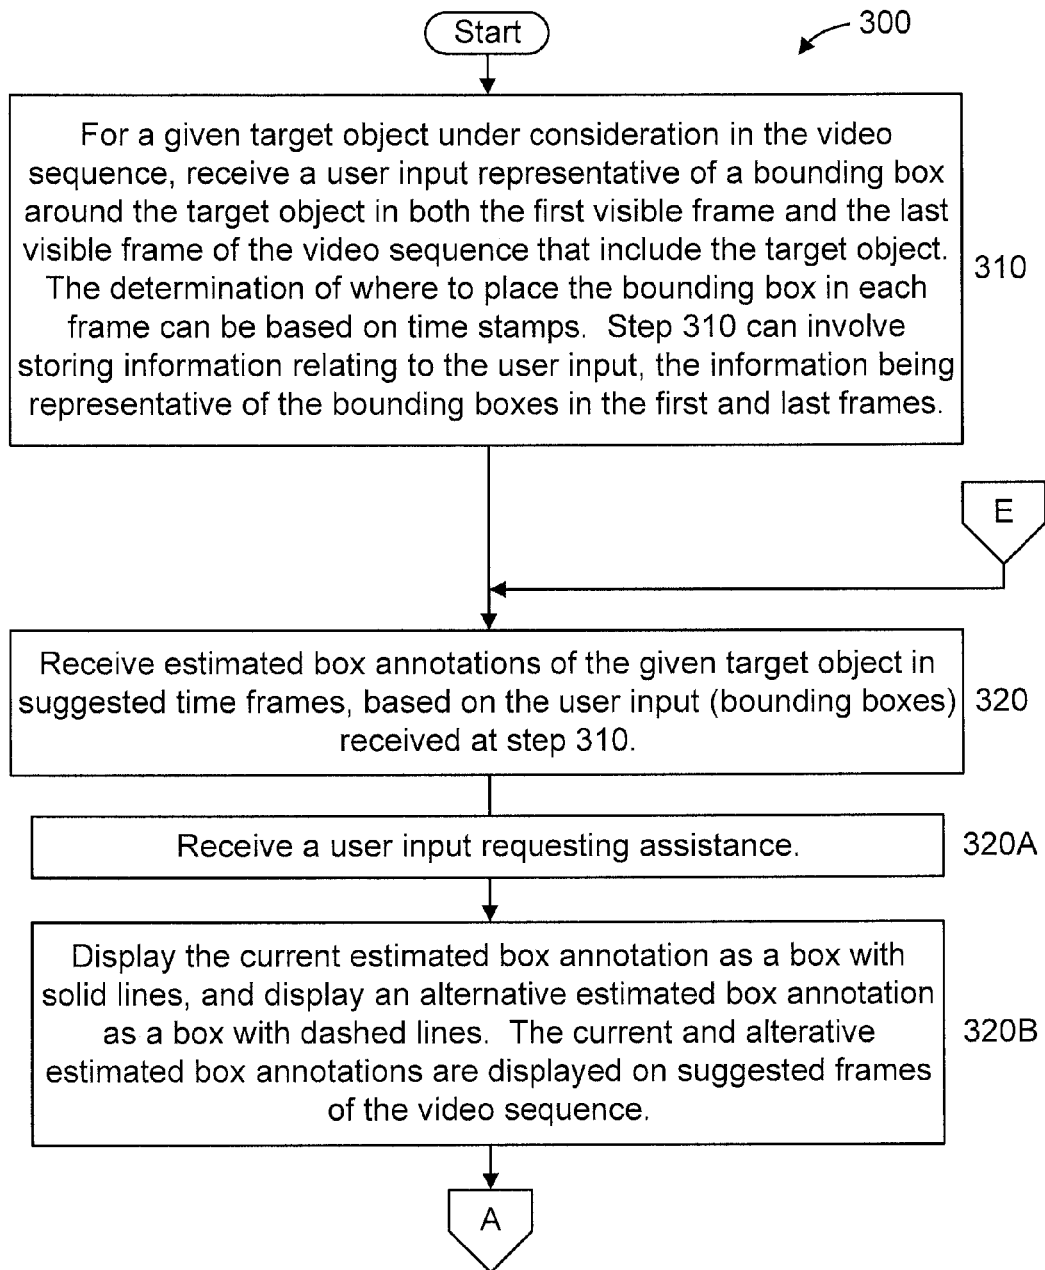 Start
300
For a given target object under consideration in the video
sequence, receive a user input representative of a bounding box
around the target object in both the first visible frame and the last
visible frame of the video sequence that include the target object.
The determination of where to place the bounding box in each
frame can be based on time stamps.  Step 310 can involve
storing information relating to the user input, the information being
representative of the bounding boxes in the first and last frames.
310
E
Receive estimated box annotations of the given target object in
suggested time frames, based on the user input (bounding boxes)
received at step 310.
320
Receive a user input requesting assistance.
320A
Display the current estimated box annotation as a box with
solid lines, and display an alternative estimated box annotation
as a box with dashed lines.  The current and alterative
estimated box annotations are displayed on suggested frames
of the video sequence.
320B
A